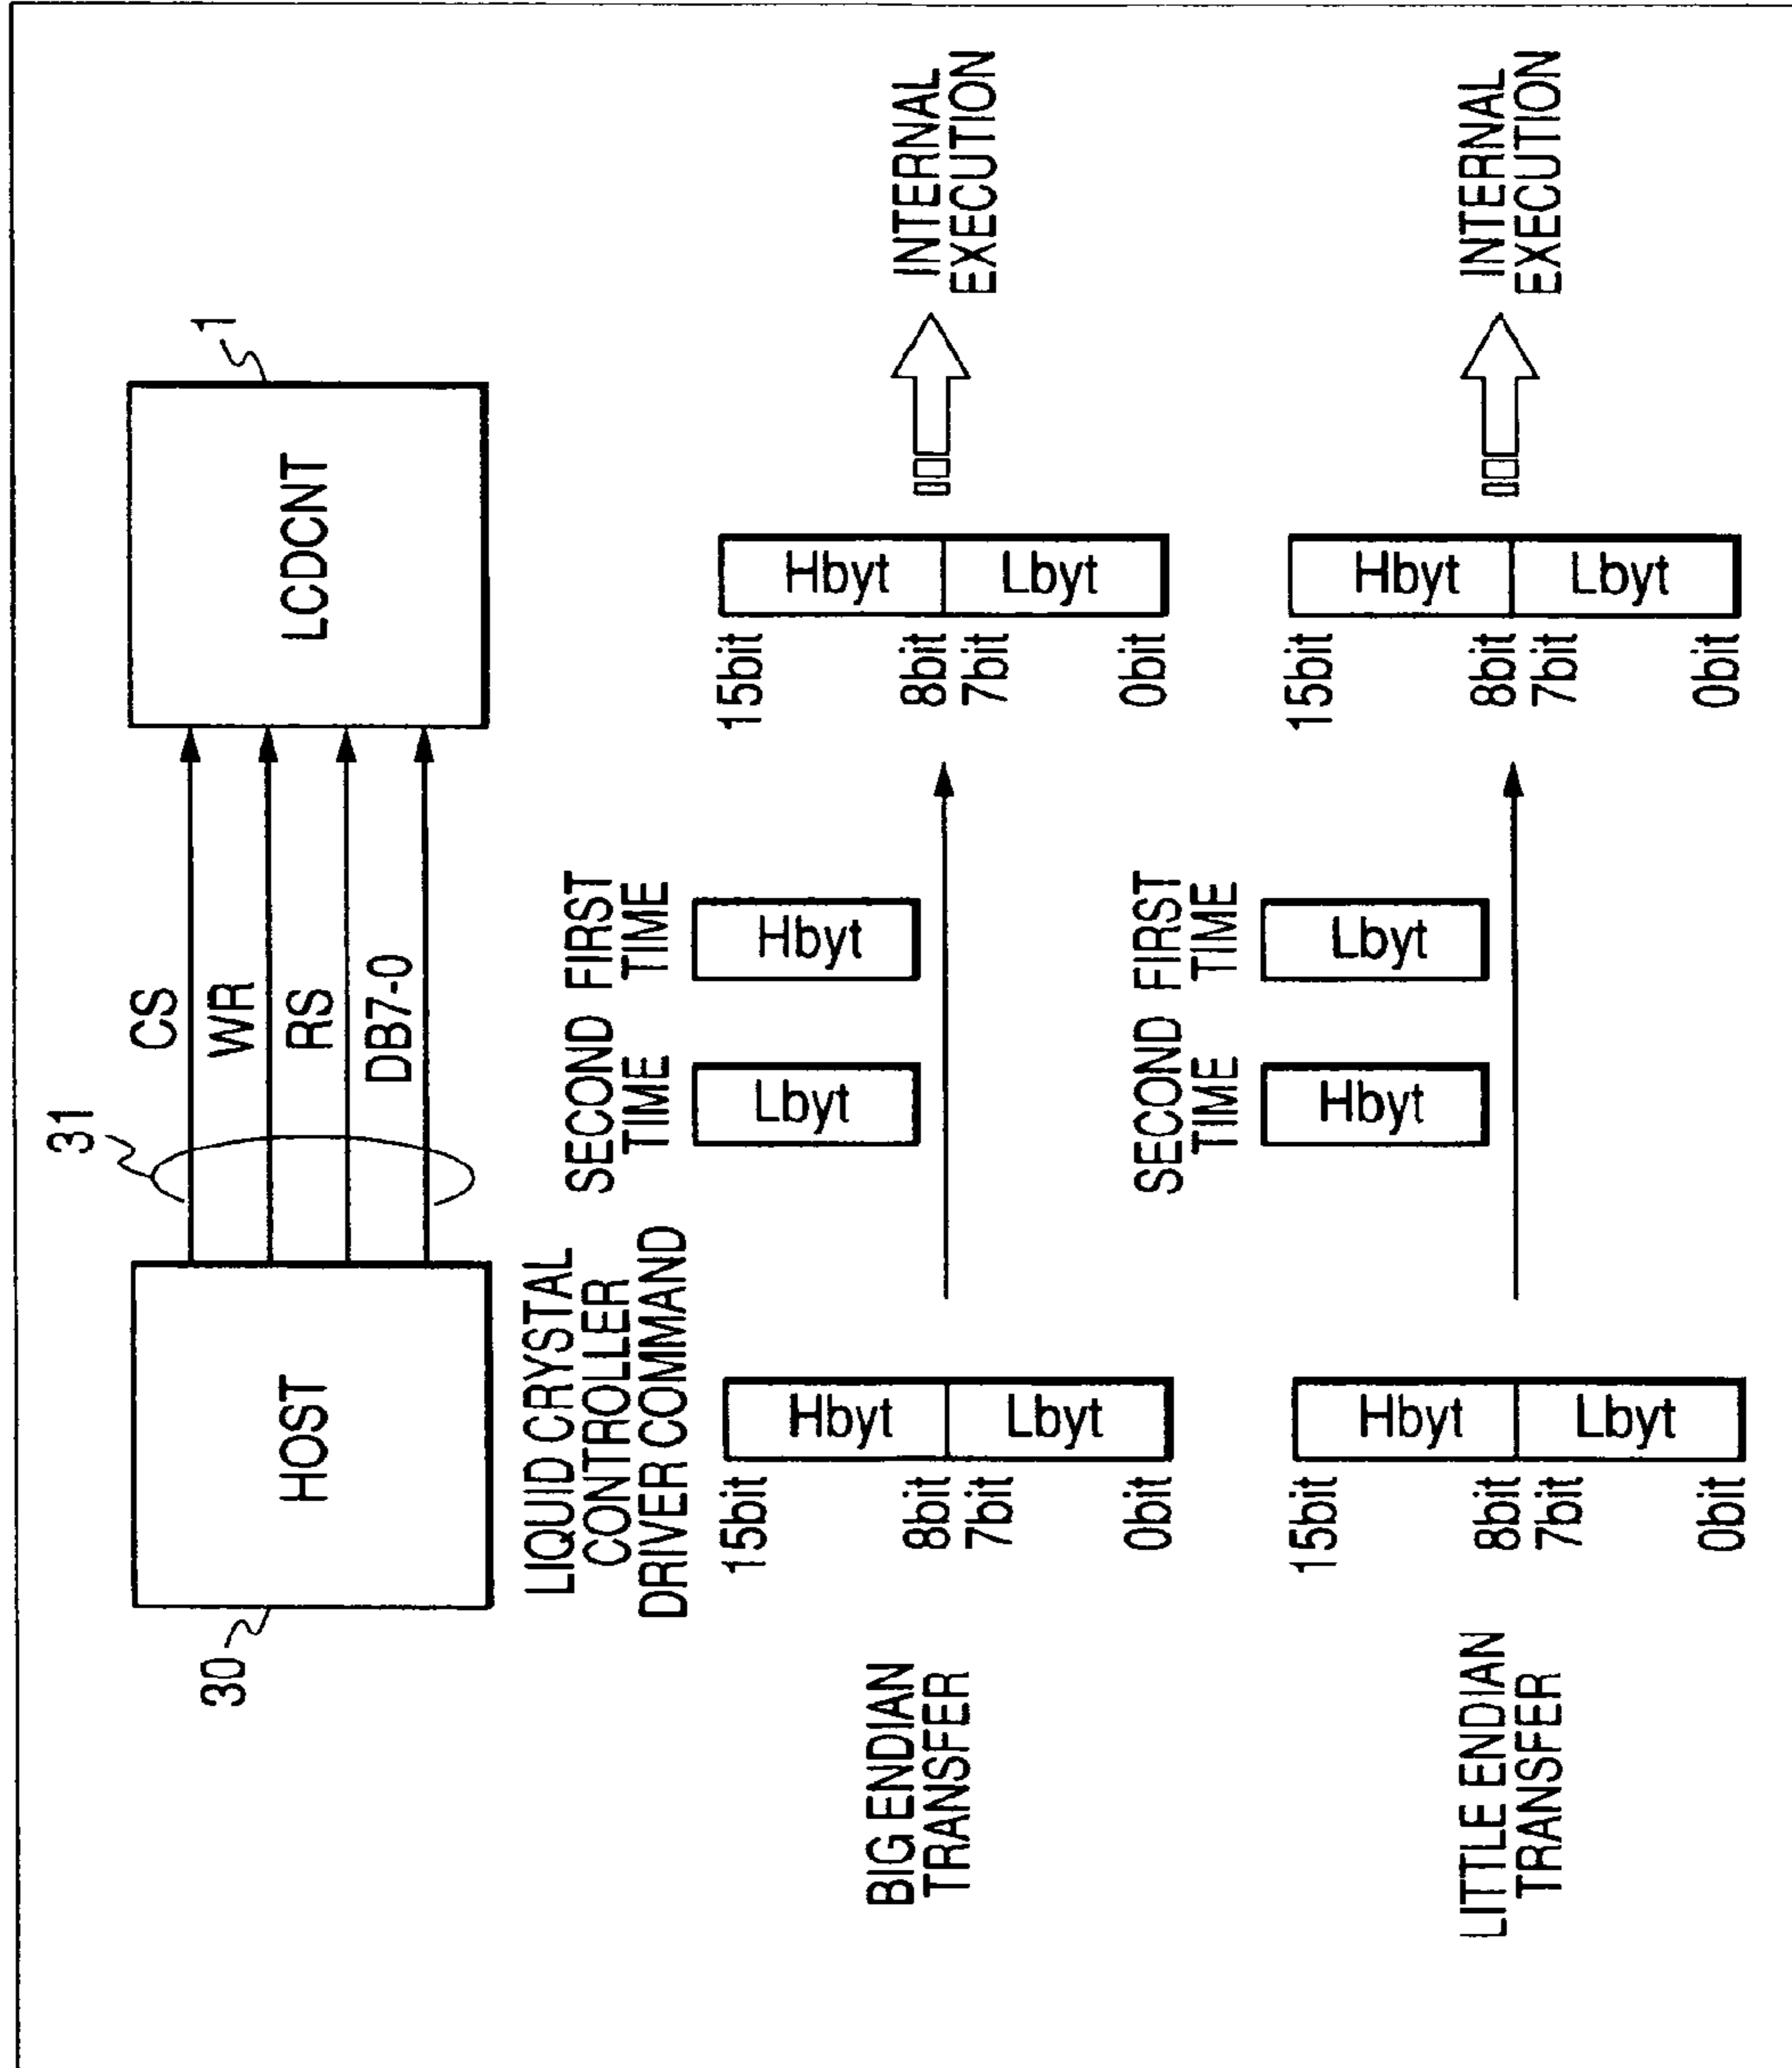 30
HOST
31
CS
WR
RS
DB7-0
LCDCNT
1
LIQUID CRYSTAL
CONTROLLER
DRIVER COMMAND
SECOND
TIME
FIRST
TIME
BIG ENDIAN
TRANSFER
15bit
8bit
7bit
0bit
Hbyt
Lbyt
Lbyt
Hbyt
15bit
8bit
7bit
0bit
Hbyt
Lbyt
INTERNAL
EXECUTION
SECOND
TIME
FIRST
TIME
LITTLE ENDIAN
TRANSFER
15bit
8bit
7bit
0bit
Hbyt
Lbyt
Hbyt
Lbyt
15bit
8bit
7bit
0bit
Hbyt
Lbyt
INTERNAL
EXECUTION